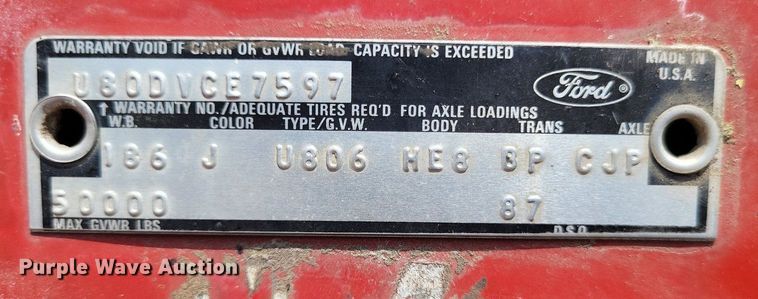 WARRANTY VOID IF GAWR OR GVWR LOAD CAPACITY IS EXCEEDED
U80DVCE7597
Ford ®
MADE IN
U.S.A.
↑ WARRANTY NO./ADEQUATE TIRES REQ'D FOR AXLE LOADINGS
W.B. COLOR TYPE/G.V.W. BODY TRANS AXLE
186 J U806 HE8 BP CJP
50000 87
MAX GVWR LBS D.S.O.
Purple Wave Auction